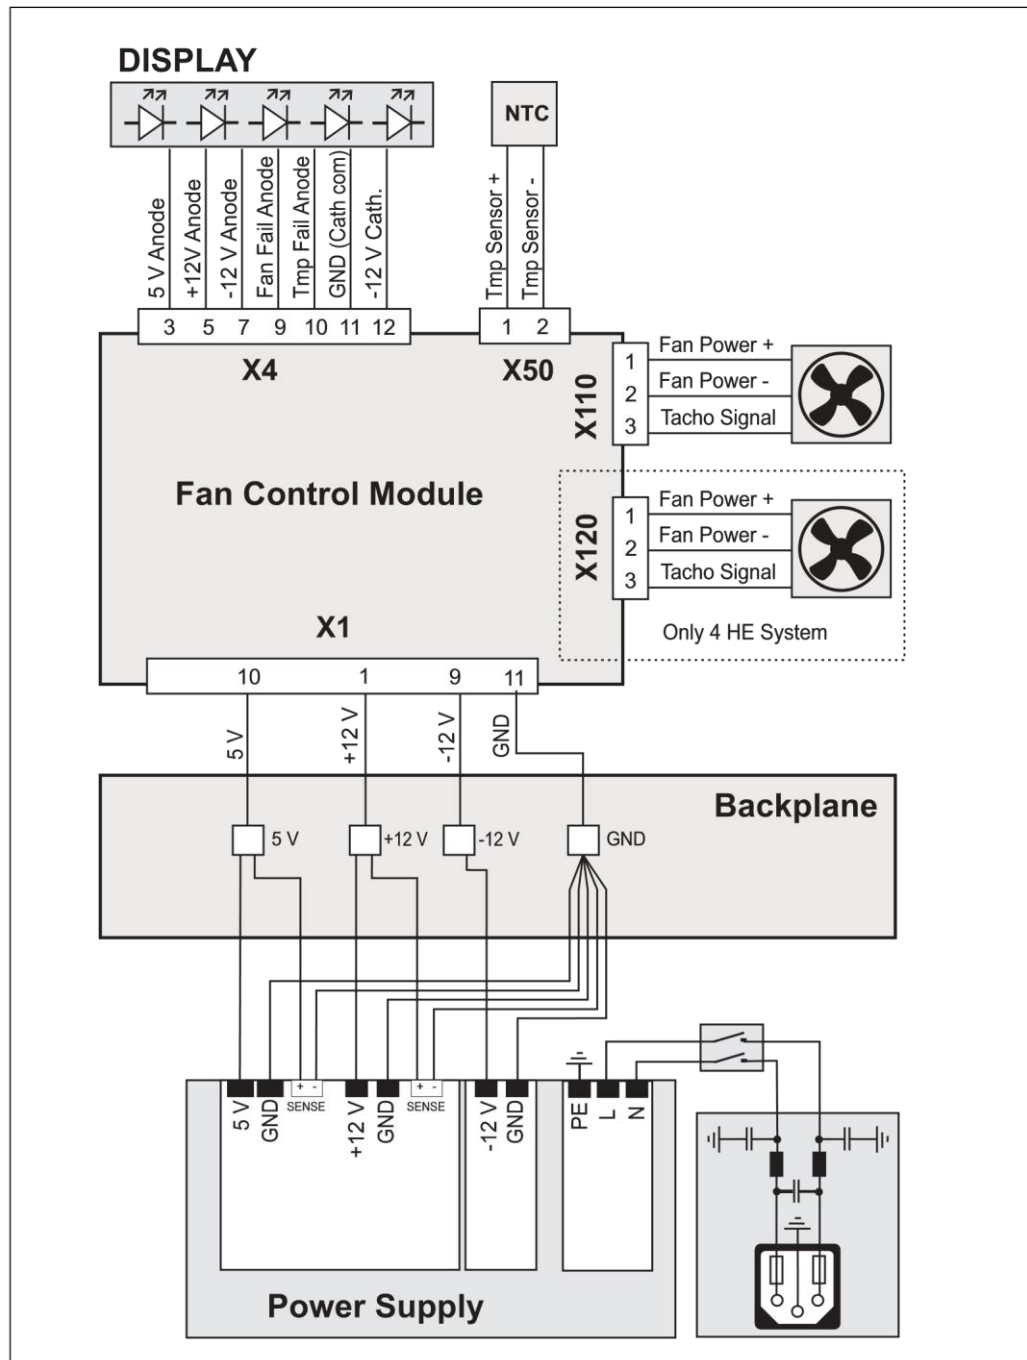 DISPLAY
NTC
5 V Anode
+12V Anode
-12 V Anode
Fan Fail Anode
Tmp Fail Anode
GND (Cath com)
-12 V Cath.
Tmp Sensor +
Tmp Sensor -
3 5 7 9 10 11 12
1 2
X4
X50
X110
1 Fan Power +
2 Fan Power -
3 Tacho Signal
Fan Control Module
X120
1 Fan Power +
2 Fan Power -
3 Tacho Signal
Only 4 HE System
X1
10 1 9 11
5 V
+12 V
-12 V
GND
Backplane
5 V
+12 V
-12 V
GND
+ -
SENSE
+ -
SENSE
5 V
GND
+12 V
GND
-12 V
GND
PE
L
N
Power Supply